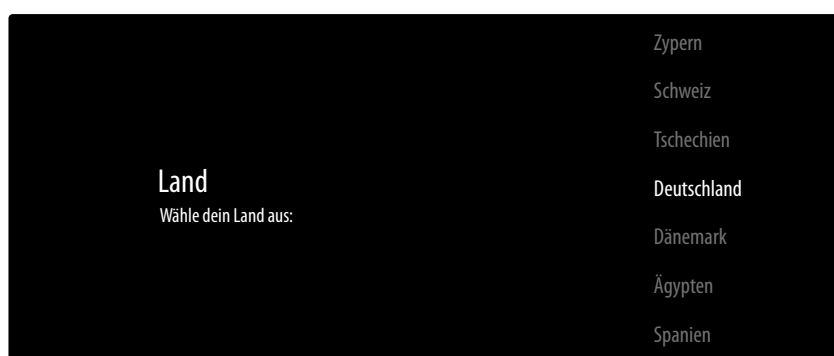 Land
Wähle dein Land aus:
Zypern
Schweiz
Tschechien
Deutschland
Dänemark
Ägypten
Spanien